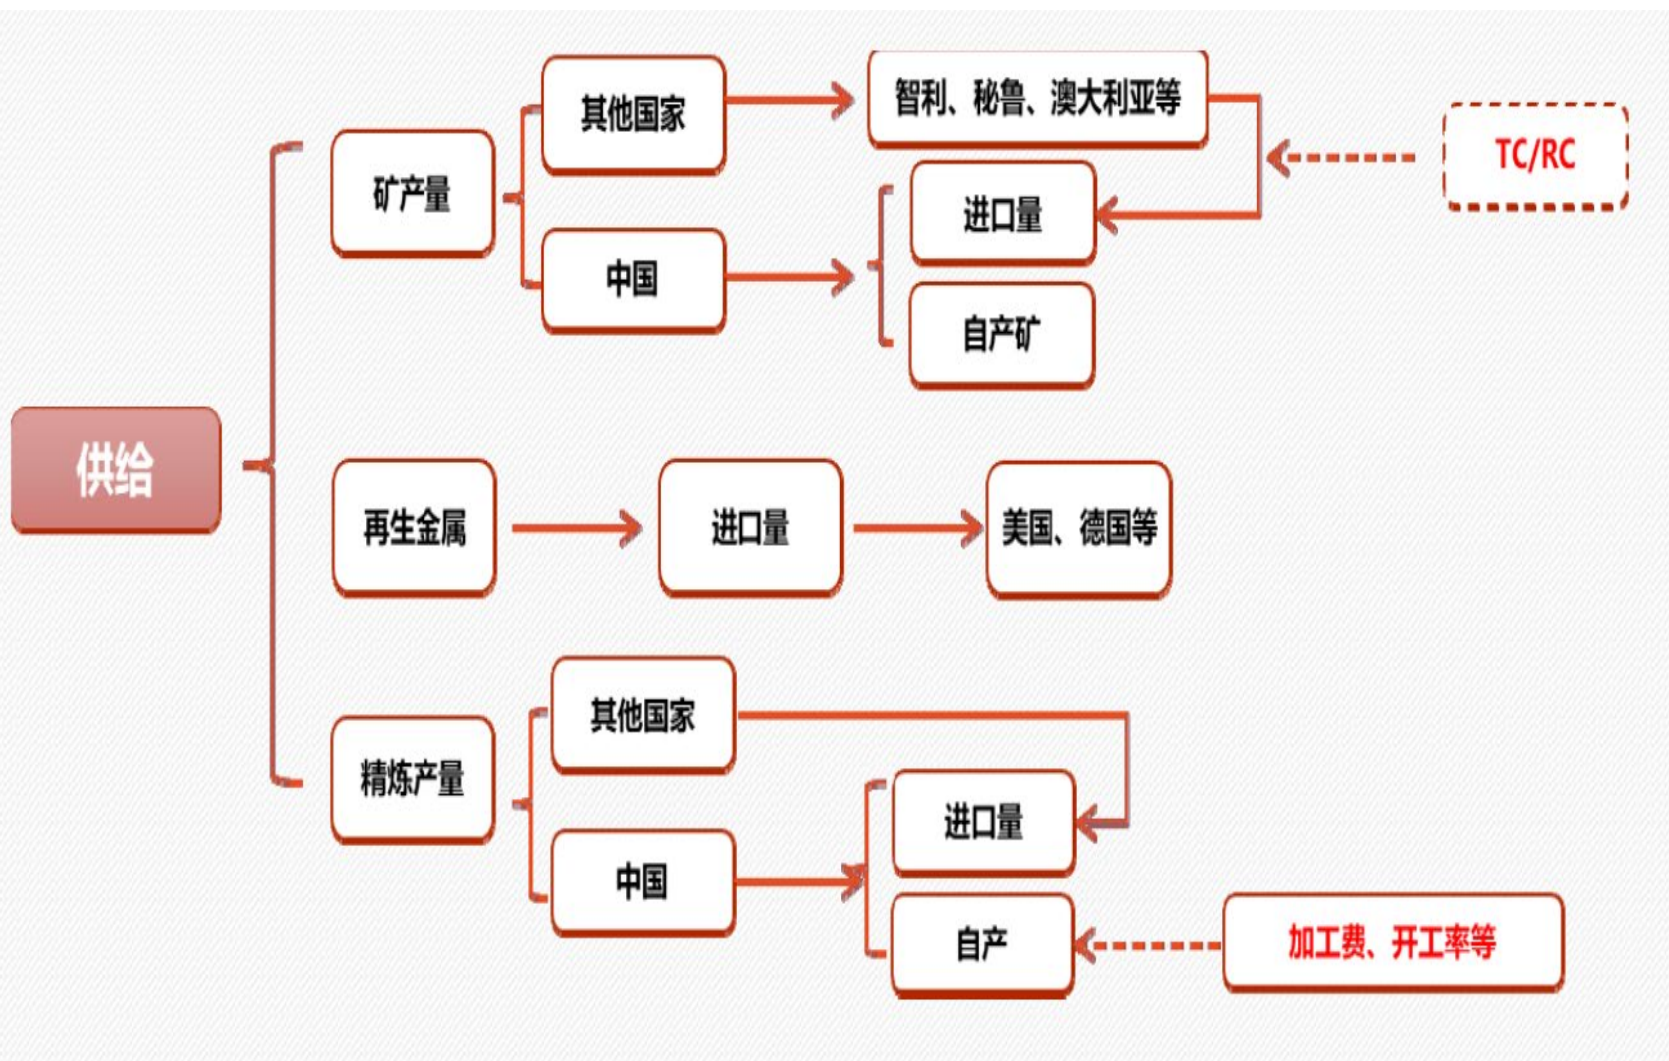 供给
矿产量
其他国家
智利、秘鲁、澳大利亚等
TC/RC
中国
进口量
自产矿
再生金属
进口量
美国、德国等
精炼产量
其他国家
中国
进口量
自产
加工费、开工率等